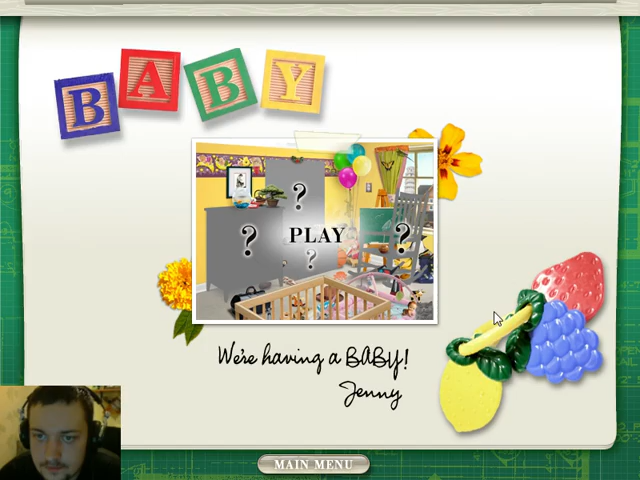 BABY
? ? ? ?
PLAY
We're having a BABY!
Jenny
MAIN MENU